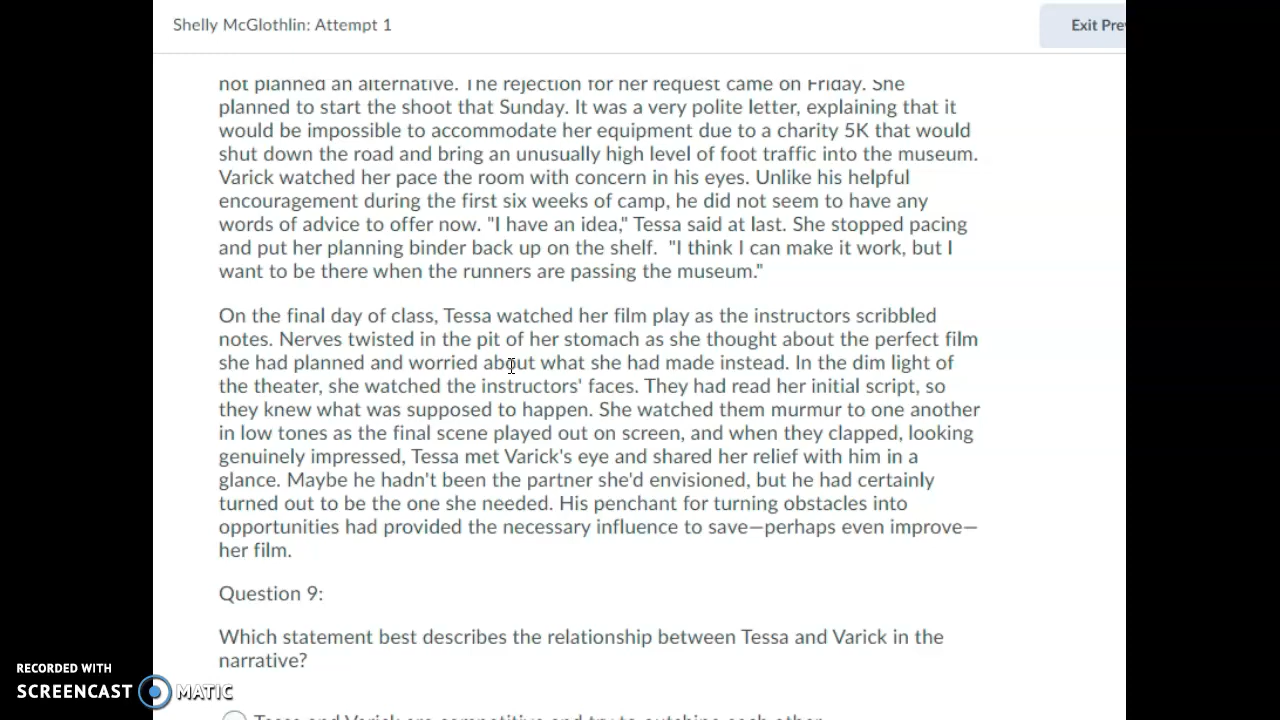 Shelly McGlothlin: Attempt 1
Exit Pre
not planned an alternative. The rejection for her request came on Friday. She
planned to start the shoot that Sunday. It was a very polite letter, explaining that it
would be impossible to accommodate her equipment due to a charity 5K that would
shut down the road and bring an unusually high level of foot traffic into the museum.
Varick watched her pace the room with concern in his eyes. Unlike his helpful
encouragement during the first six weeks of camp, he did not seem to have any
words of advice to offer now. "I have an idea," Tessa said at last. She stopped pacing
and put her planning binder back up on the shelf.  "I think I can make it work, but I
want to be there when the runners are passing the museum."
On the final day of class, Tessa watched her film play as the instructors scribbled
notes. Nerves twisted in the pit of her stomach as she thought about the perfect film
she had planned and worried about what she had made instead. In the dim light of
the theater, she watched the instructors' faces. They had read her initial script, so
they knew what was supposed to happen. She watched them murmur to one another
in low tones as the final scene played out on screen, and when they clapped, looking
genuinely impressed, Tessa met Varick's eye and shared her relief with him in a
glance. Maybe he hadn't been the partner she'd envisioned, but he had certainly
turned out to be the one she needed. His penchant for turning obstacles into
opportunities had provided the necessary influence to save—perhaps even improve—
her film.
Question 9:
Which statement best describes the relationship between Tessa and Varick in the
narrative?
Tessa and Varick are competitive and try to outshine each other.
RECORDED WITH
SCREENCAST MATIC